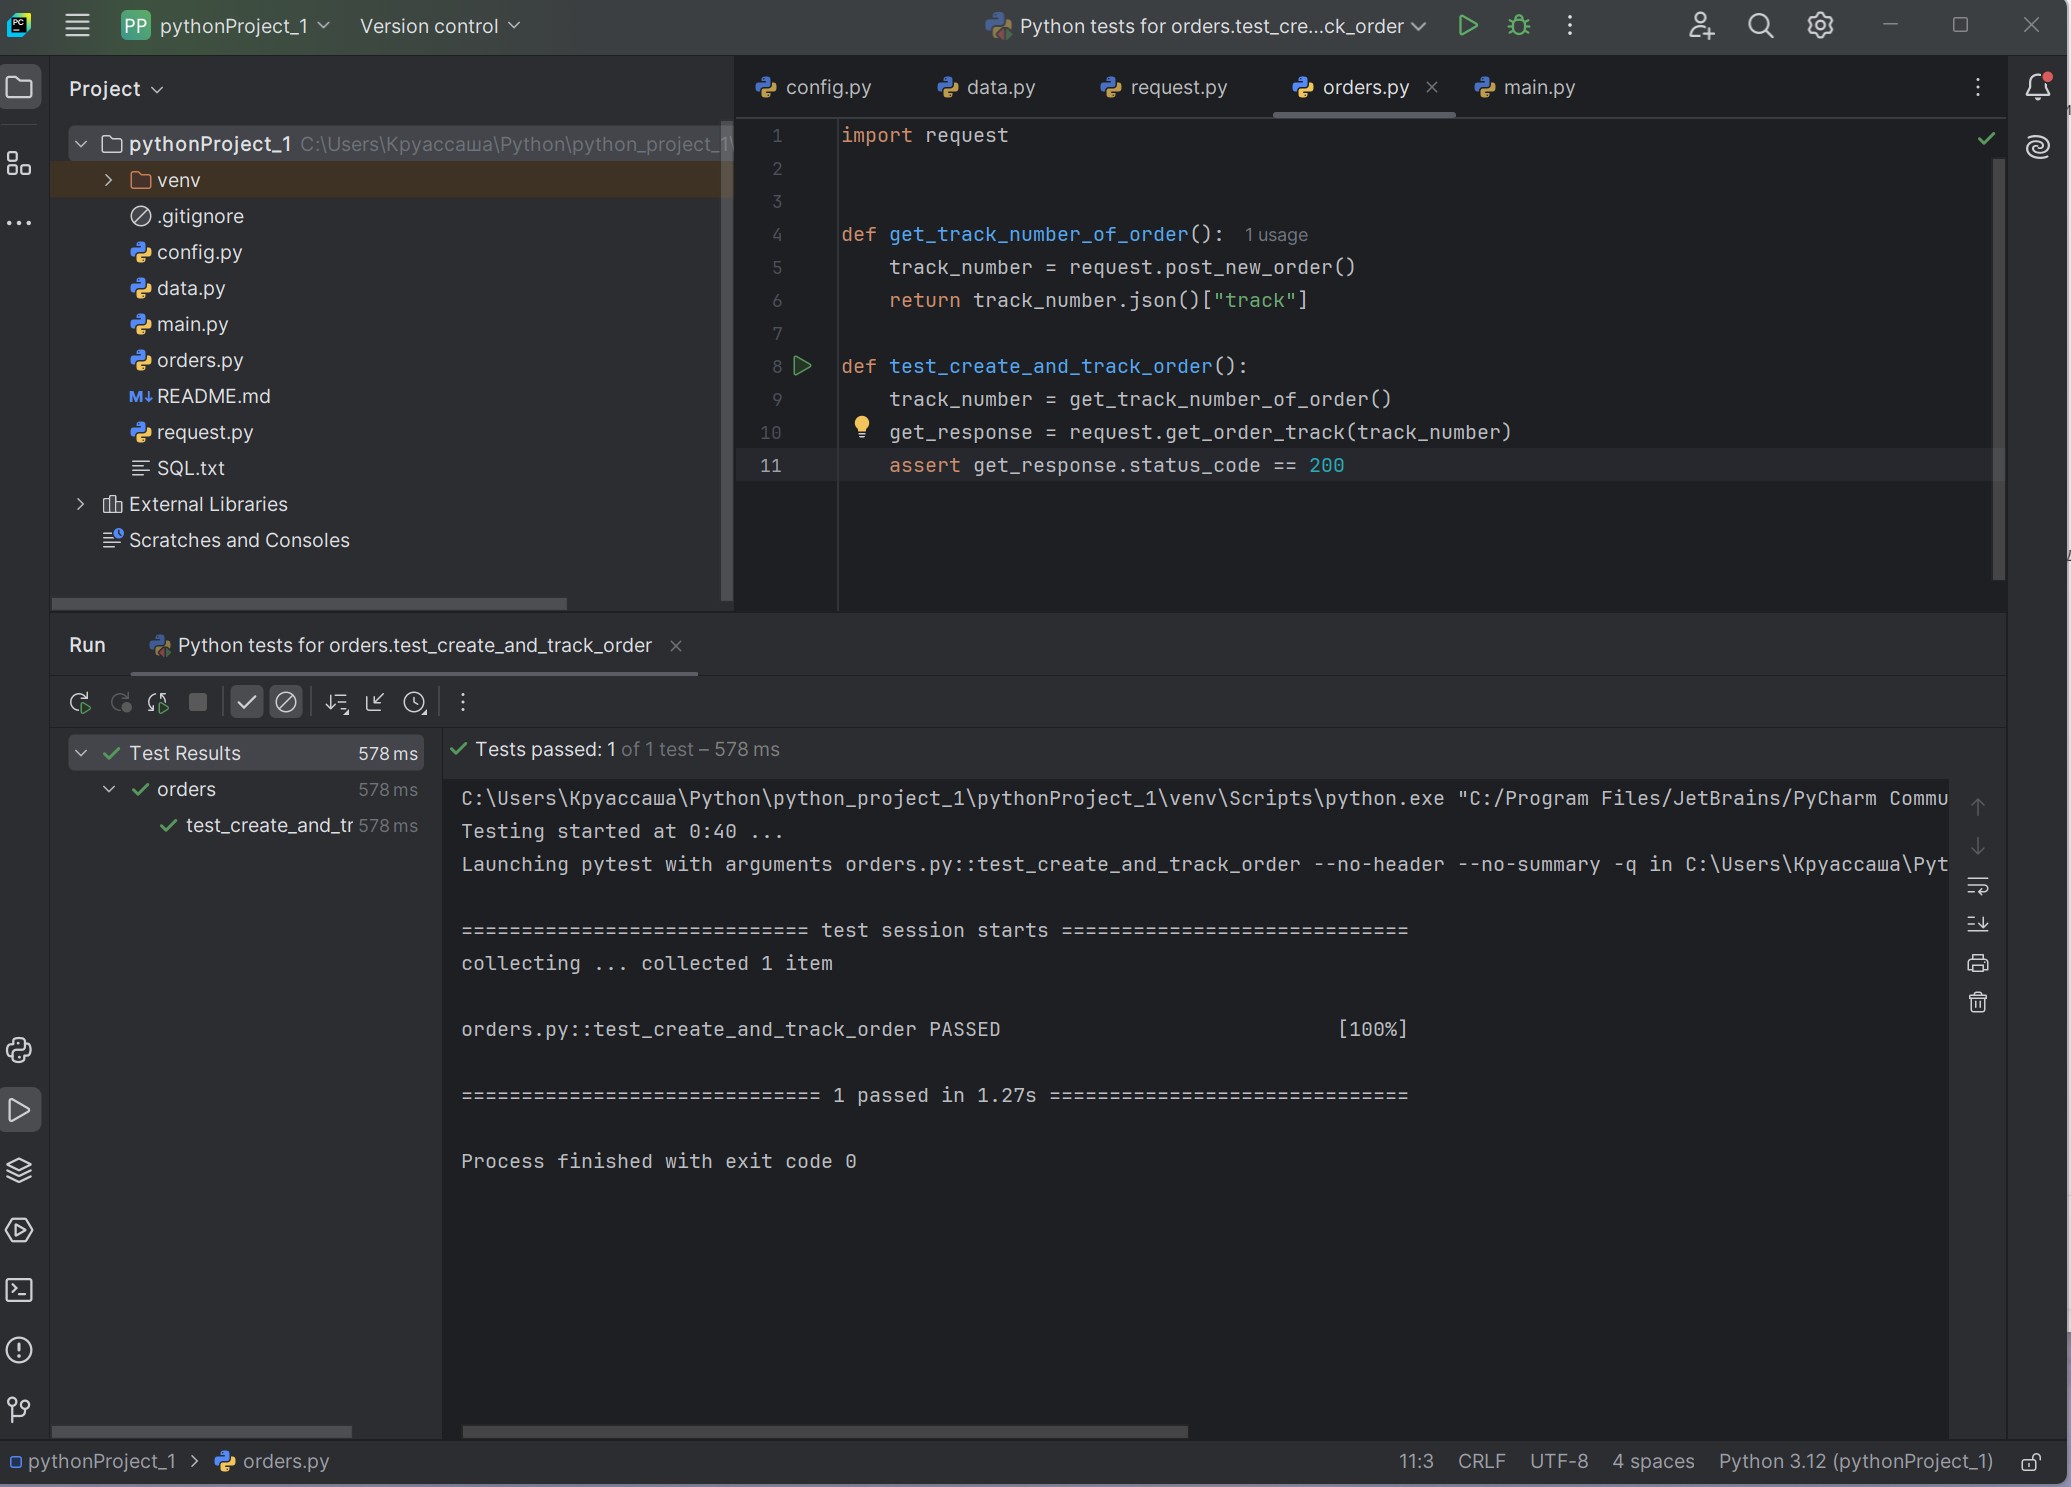 PC
PP pythonProject_1 Version control Python tests for orders.test_cre...ck_order
Project
pythonProject_1 C:\Users\Круассаша\Python\python_project_1\
venv
.gitignore
config.py
data.py
main.py
orders.py
M↓ README.md
request.py
SQL.txt
External Libraries
Scratches and Consoles
config.py data.py request.py orders.py main.py
1 import request
2
3
4 def get_track_number_of_order(): 1 usage
5 track_number = request.post_new_order()
6 return track_number.json()["track"]
7
8 def test_create_and_track_order():
9 track_number = get_track_number_of_order()
10 get_response = request.get_order_track(track_number)
11 assert get_response.status_code == 200
Run Python tests for orders.test_create_and_track_order
Test Results 578 ms
orders 578 ms
test_create_and_tr 578 ms
Tests passed: 1 of 1 test – 578 ms
C:\Users\Круассаша\Python\python_project_1\pythonProject_1\venv\Scripts\python.exe "C:/Program Files/JetBrains/PyCharm Commu
Testing started at 0:40 ...
Launching pytest with arguments orders.py::test_create_and_track_order --no-header --no-summary -q in C:\Users\Круассаша\Pyt
============================= test session starts =============================
collecting ... collected 1 item
orders.py::test_create_and_track_order PASSED [100%]
============================== 1 passed in 1.27s ==============================
Process finished with exit code 0
pythonProject_1 > orders.py 11:3 CRLF UTF-8 4 spaces Python 3.12 (pythonProject_1)